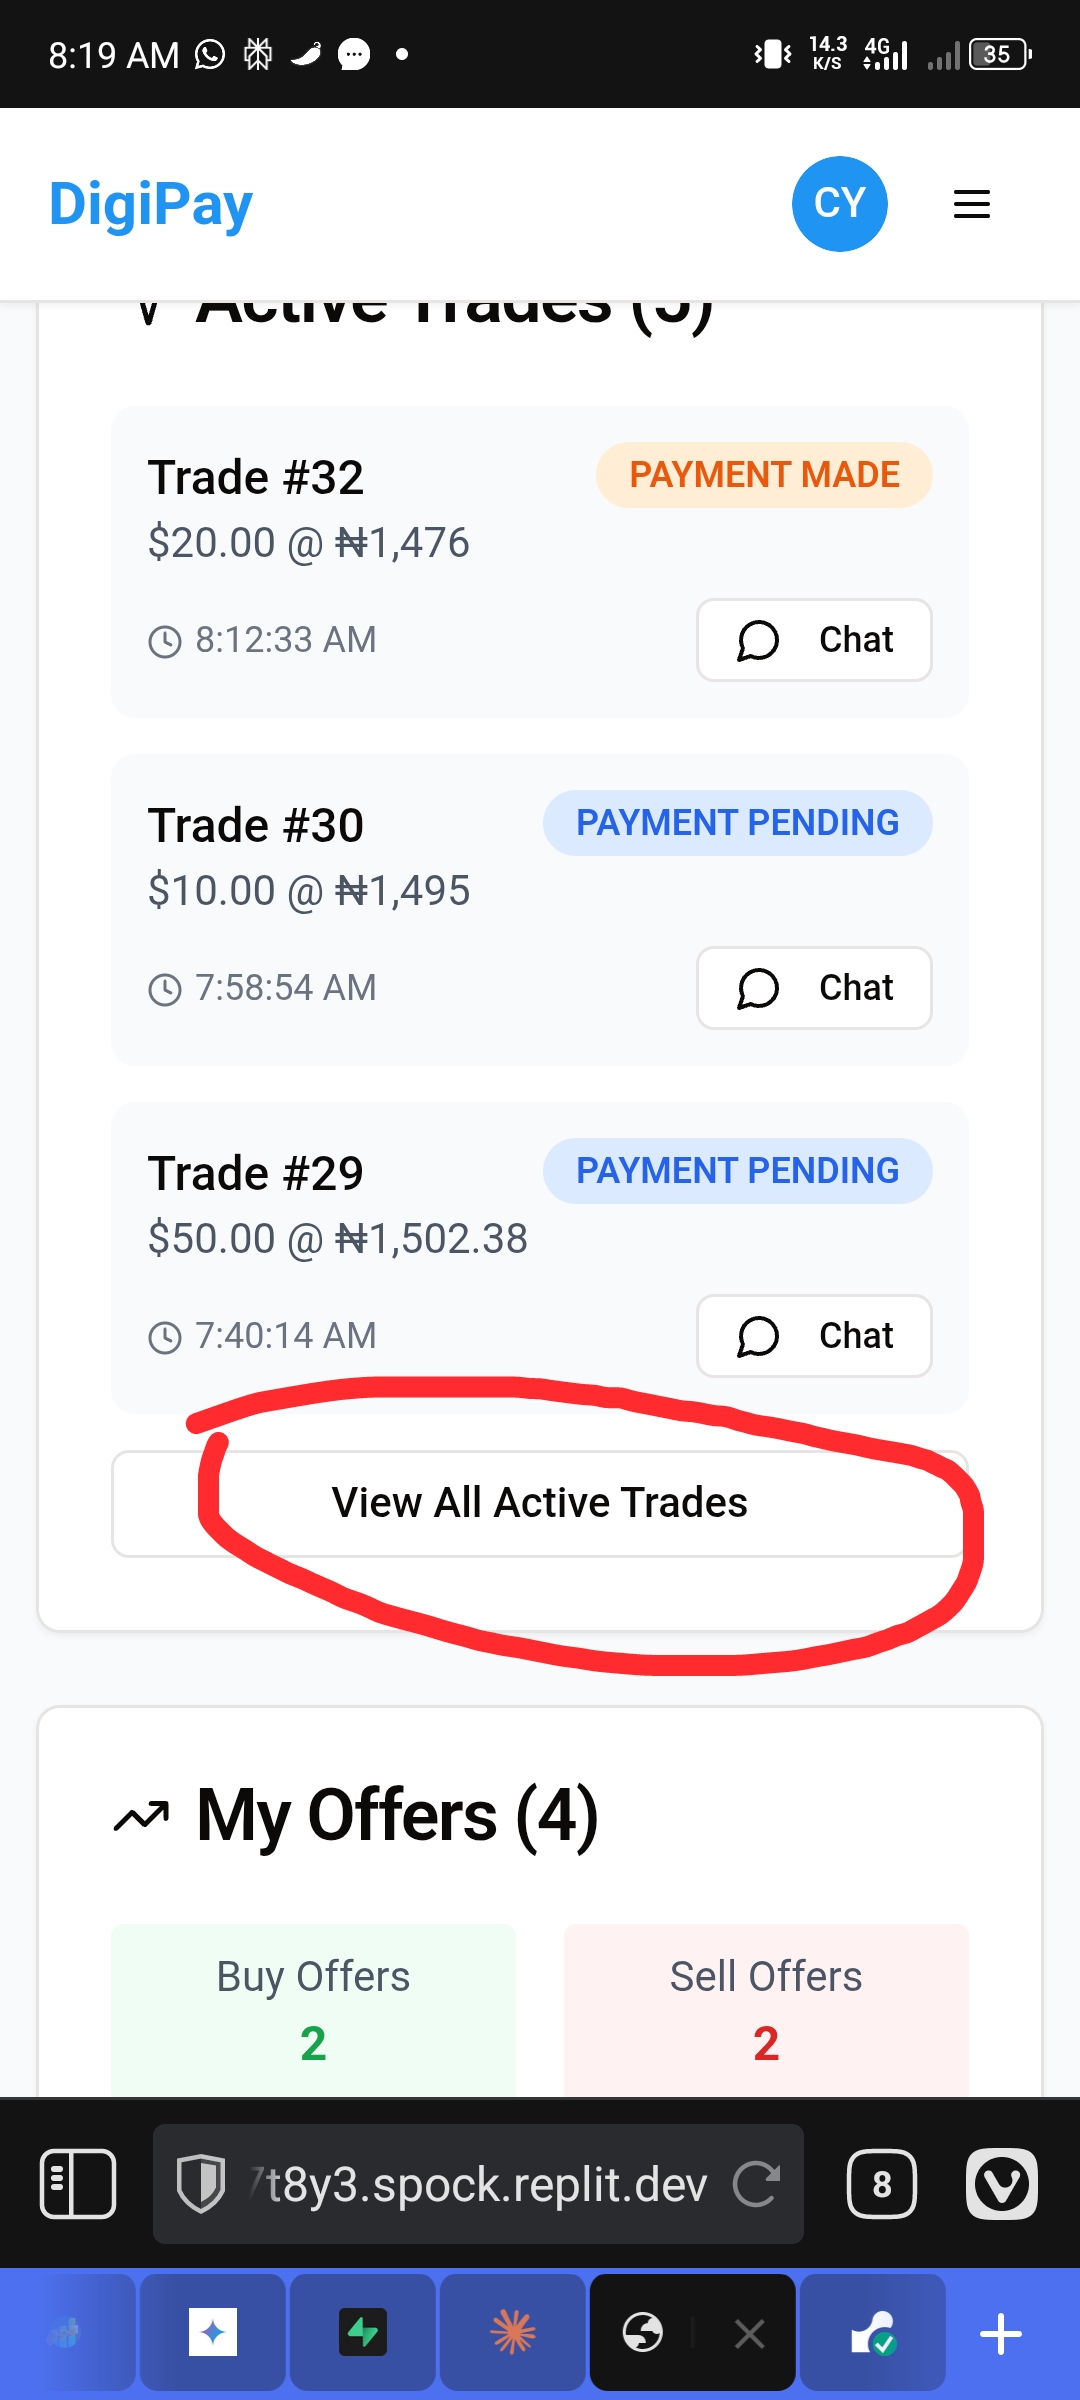 8:19 AM
14.3 K/S 4G 35
DigiPay
CY
Active Trades (5)
Trade #32
PAYMENT MADE
$20.00 @ ₦1,476
8:12:33 AM
Chat
Trade #30
PAYMENT PENDING
$10.00 @ ₦1,495
7:58:54 AM
Chat
Trade #29
PAYMENT PENDING
$50.00 @ ₦1,502.38
7:40:14 AM
Chat
View All Active Trades
My Offers (4)
Buy Offers
Sell Offers
2
2
7t8y3.spock.replit.dev
8